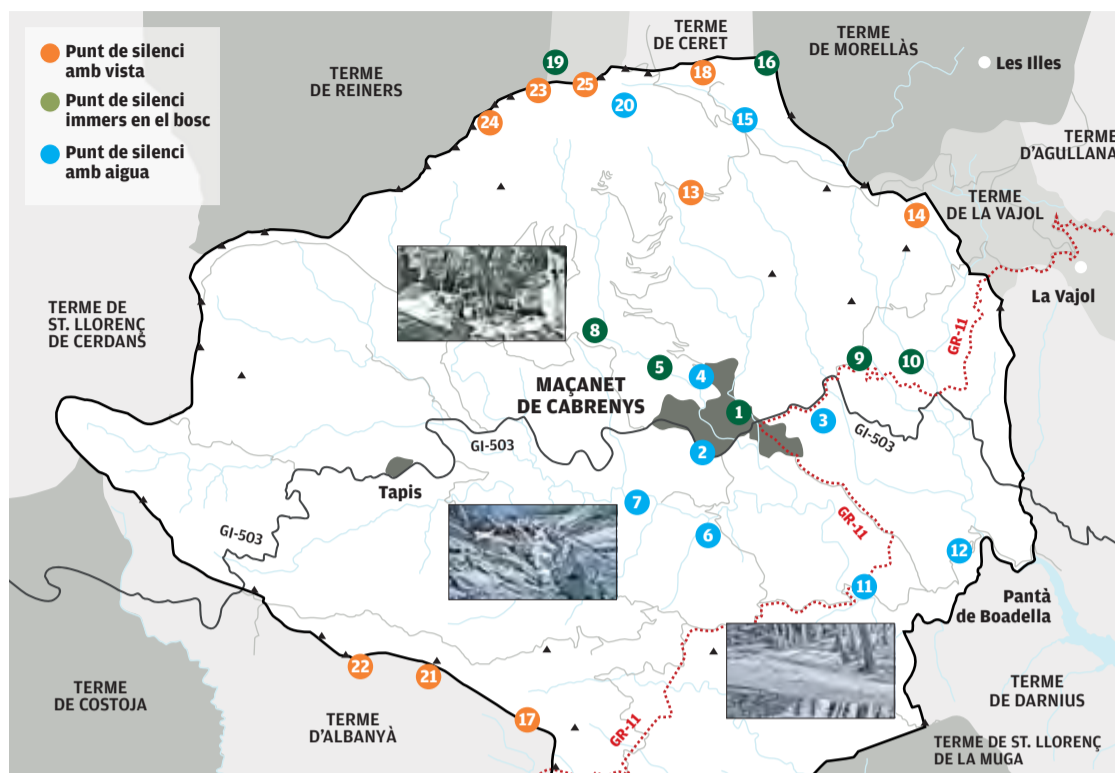 Punt de silenci
amb vista
Punt de silenci
immers en el bosc
Punt de silenci
amb aigua
TERME
DE REINERS
TERME
DE CERET
TERME
DE MORELLÀS
Les Illes
TERME
D'AGULLANA
TERME
DE LA VAJOL
La Vajol
TERME DE
ST. LLORENÇ
DE CERDANS
19
23
25
18
16
24
20
15
13
14
8
5
4
9
10
GR-11
MAÇANET
DE CABRENYS
1
3
2
GI-503
GI-503
Tapis
7
6
GR-11
GI-503
12
11
Pantà
de Boadella
22
21
17
GR-11
TERME
DE COSTOJA
TERME
D'ALBANYÀ
TERME
DE DARNIUS
TERME DE ST. LLORENÇ
DE LA MUGA